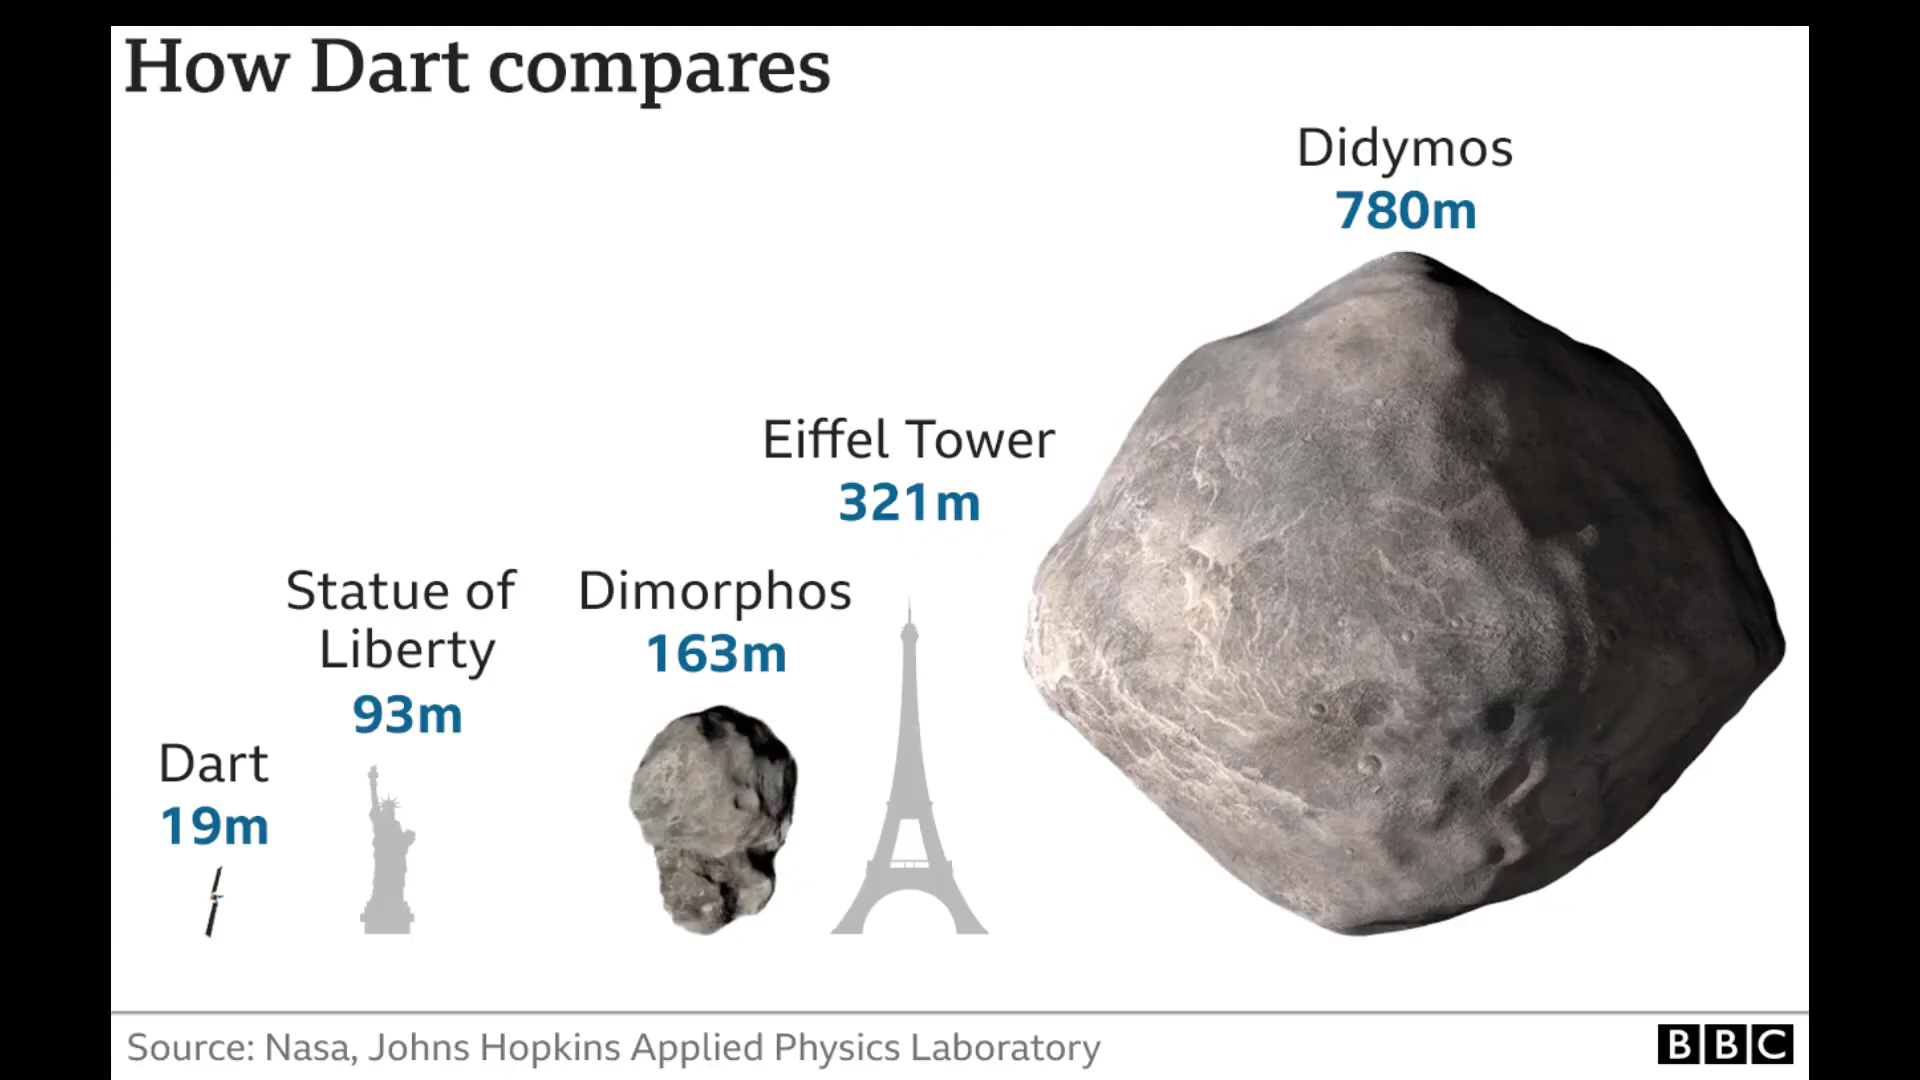 How Dart compares
Didymos
780m
Eiffel Tower
321m
Statue of
Liberty
93m
Dimorphos
163m
Dart
19m
Source: Nasa, Johns Hopkins Applied Physics Laboratory
BBC